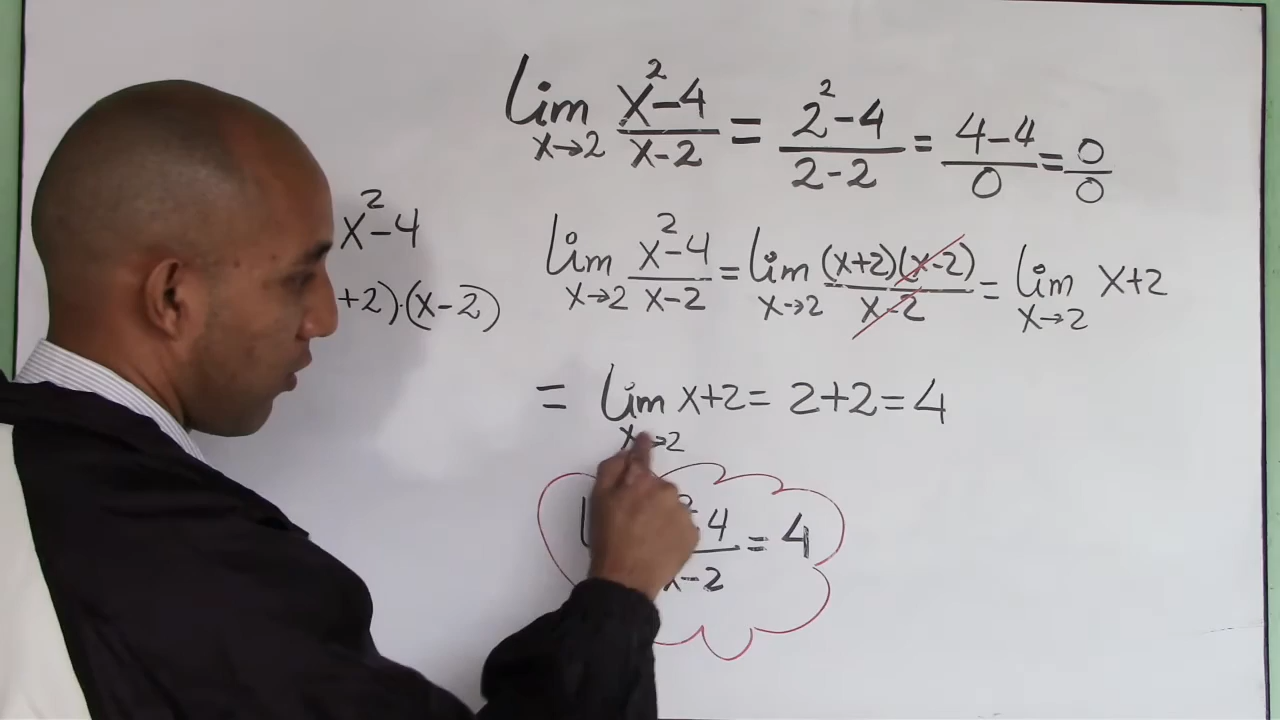 lim x→2 x²-4/x-2 = 2²-4/2-2 = 4-4/0 = 0/0
x²-4
+2)·(x-2)
lim x→2 x²-4/x-2 = lim x→2 (x+2)(x-2)/x-2 = lim x→2 x+2
= lim x→2 x+2 = 2+2=4
-4/x-2 = 4